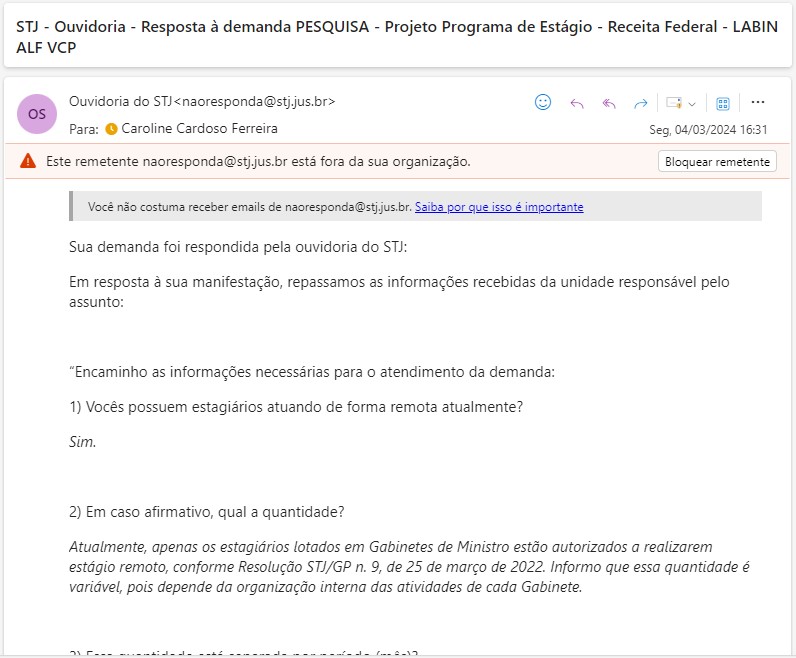 STJ - Ouvidoria - Resposta à demanda PESQUISA - Projeto Programa de Estágio - Receita Federal - LABIN
ALF VCP
OS
Ouvidoria do STJ<naoresponda@stj.jus.br>
Para: Caroline Cardoso Ferreira
Seg, 04/03/2024 16:31
Este remetente naoresponda@stj.jus.br está fora da sua organização.
Bloquear remetente
Você não costuma receber emails de naoresponda@stj.jus.br. Saiba por que isso é importante
Sua demanda foi respondida pela ouvidoria do STJ:
Em resposta à sua manifestação, repassamos as informações recebidas da unidade responsável pelo
assunto:
“Encaminho as informações necessárias para o atendimento da demanda:
1) Vocês possuem estagiários atuando de forma remota atualmente?
Sim.
2) Em caso afirmativo, qual a quantidade?
Atualmente, apenas os estagiários lotados em Gabinetes de Ministro estão autorizados a realizarem
estágio remoto, conforme Resolução STJ/GP n. 9, de 25 de março de 2022. Informo que essa quantidade é
variável, pois depende da organização interna das atividades de cada Gabinete.